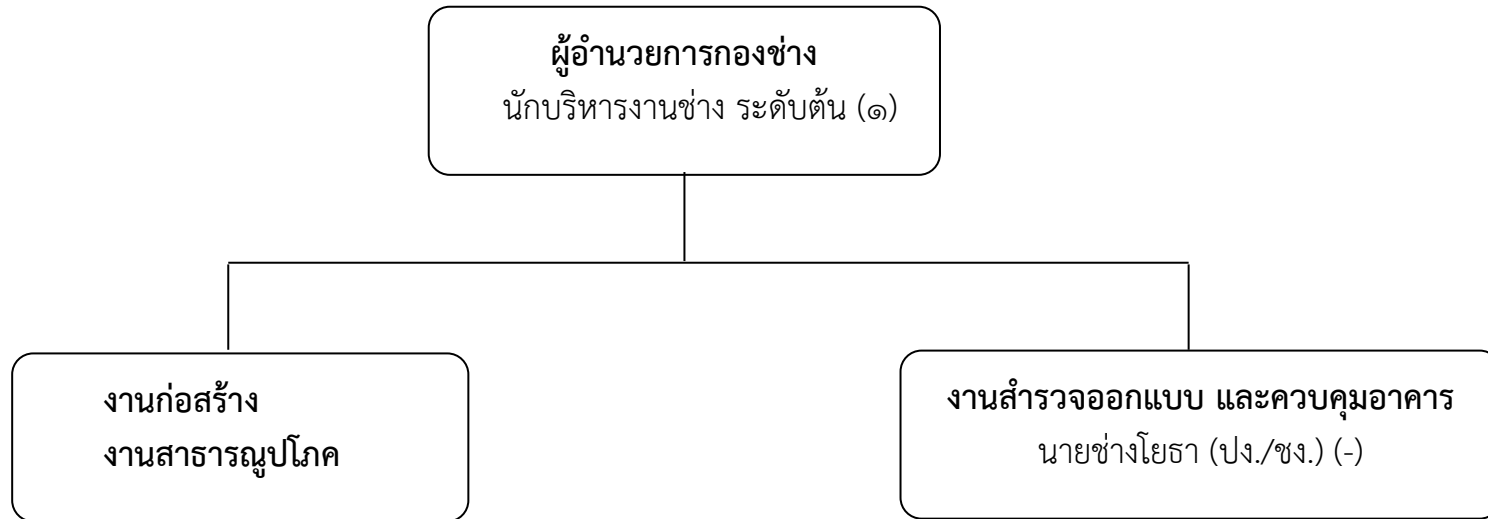 ผู้อำนวยการกองช่าง
นักบริหารงานช่าง ระดับต้น (๑)
งานก่อสร้าง
งานสาธารณูปโภค
งานสำรวจออกแบบ และควบคุมอาคาร
นายช่างโยธา (ปง./ชง.) (-)